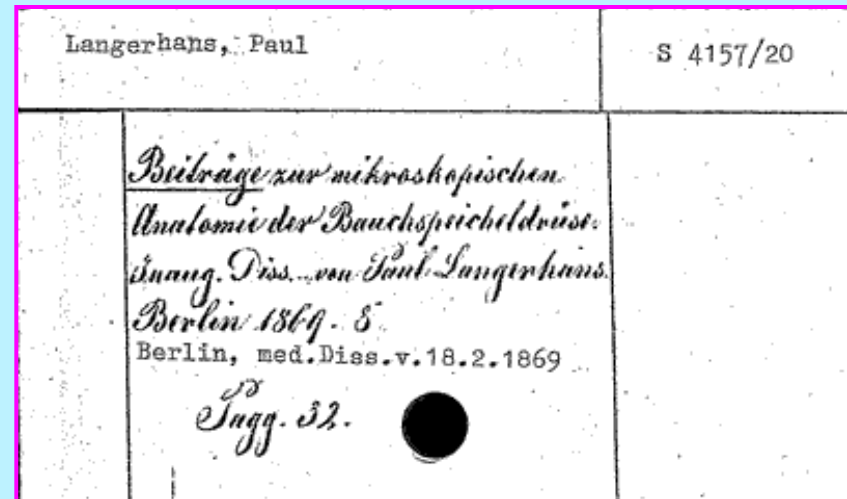 Langerhans, Paul
S 4157/20
Beiträge zur mikroskopischen
Anatomie der Bauchspeicheldrüse.
Inaug. Diss. von Paul Langerhans.
Berlin 1869. 8.
Berlin, med.Diss.v.18.2.1869
Pagg. 32.